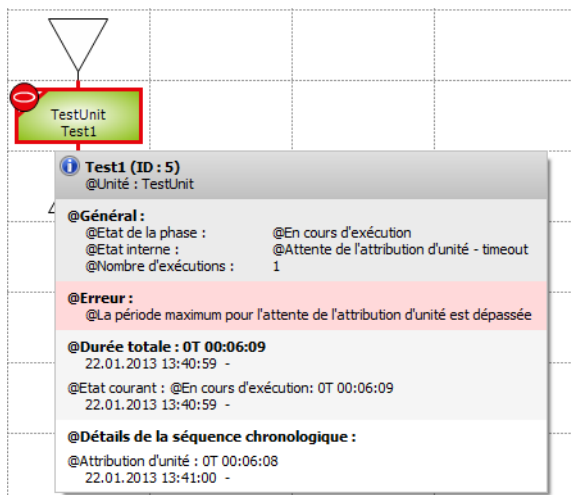 TestUnit
Test1
Test1 (ID : 5)
@Unité : TestUnit
@Général :
@Etat de la phase : @En cours d'exécution
@Etat interne : @Attente de l'attribution d'unité - timeout
@Nombre d'exécutions : 1
@Erreur :
@La période maximum pour l'attente de l'attribution d'unité est dépassée
@Durée totale : 0T 00:06:09
22.01.2013 13:40:59 -
@Etat courant : @En cours d'exécution: 0T 00:06:09
22.01.2013 13:40:59 -
@Détails de la séquence chronologique :
@Attribution d'unité : 0T 00:06:08
22.01.2013 13:41:00 -